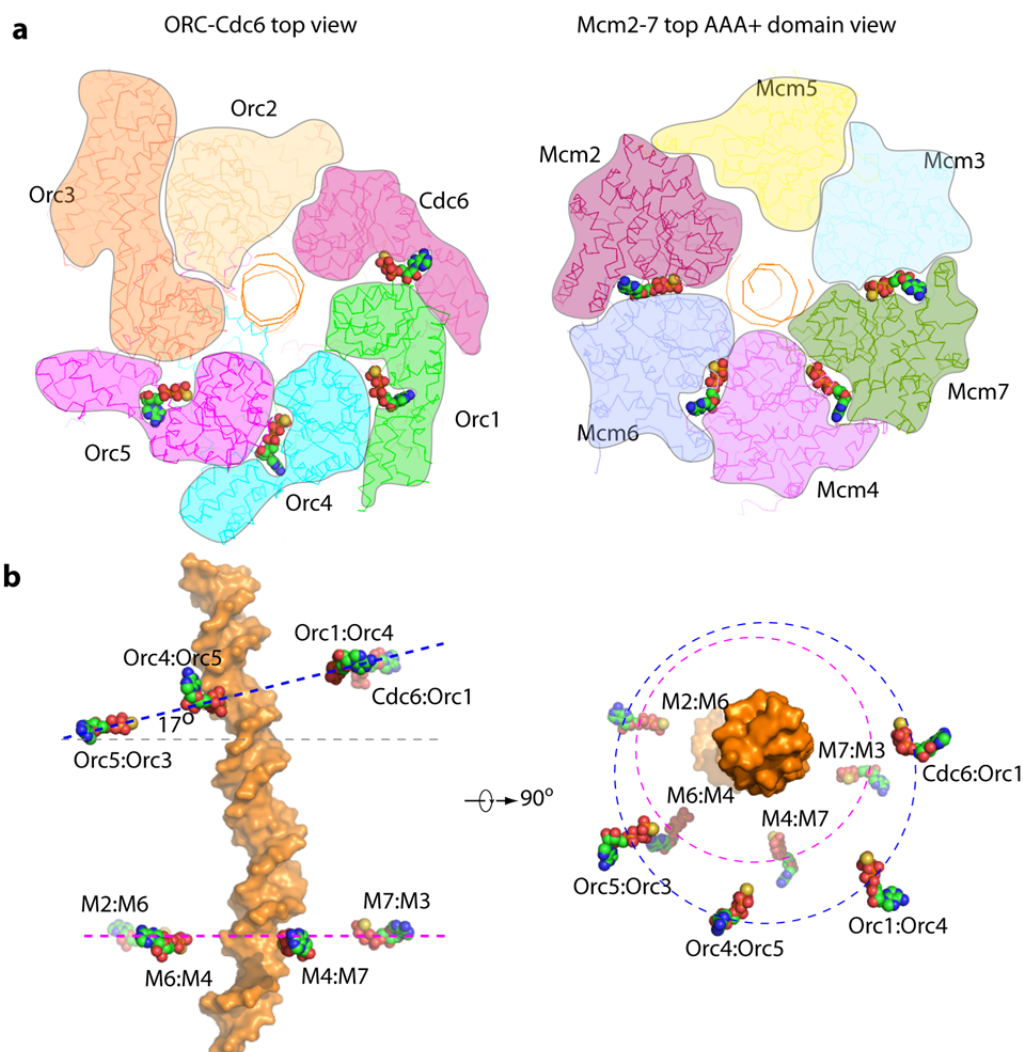 a
ORC-Cdc6 top view
Mcm2-7 top AAA+ domain view
Orc2
Orc3
Cdc6
Orc5
Orc4
Orc1
Mcm5
Mcm2
Mcm3
Mcm6
Mcm7
Mcm4
b
Orc4:Orc5
Orc1:Orc4
Cdc6:Orc1
17°
Orc5:Orc3
M2:M6
M7:M3
M6:M4
M4:M7
90°
M2:M6
M7:M3
Cdc6:Orc1
M6:M4
M4:M7
Orc5:Orc3
Orc1:Orc4
Orc4:Orc5